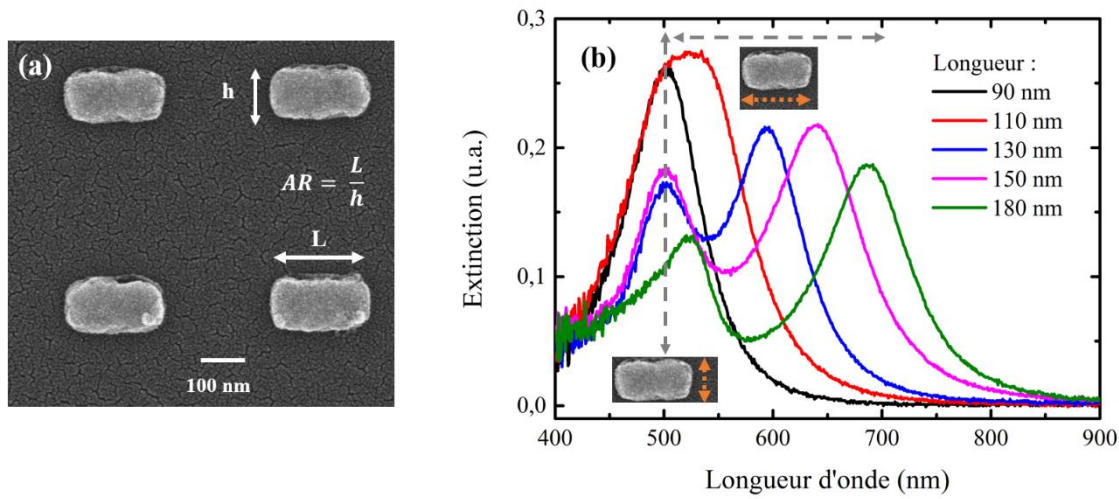 (a)
h
AR = L/h
L
100 nm
(b)
Extinction (u.a.)
0,3
0,2
0,1
0,0
Longueur :
90 nm
110 nm
130 nm
150 nm
180 nm
400 500 600 700 800 900
Longueur d'onde (nm)